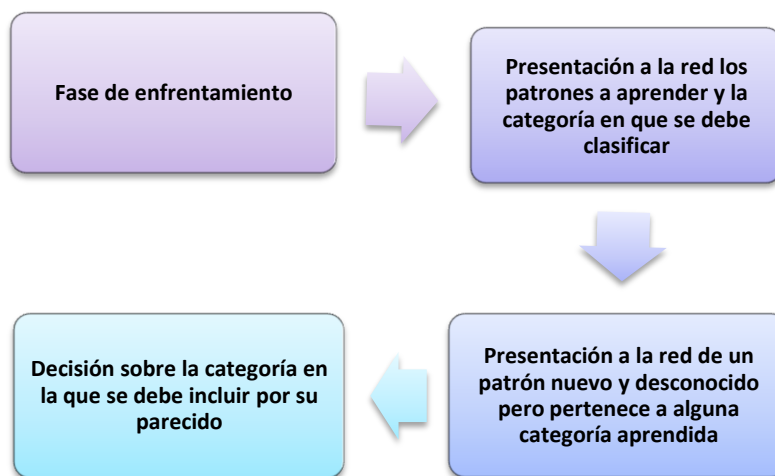 Fase de enfrentamiento
Presentación a la red los
patrones a aprender y la
categoría en que se debe
clasificar
Presentación a la red de un
patrón nuevo y desconocido
pero pertenece a alguna
categoría aprendida
Decisión sobre la categoría en
la que se debe incluir por su
parecido